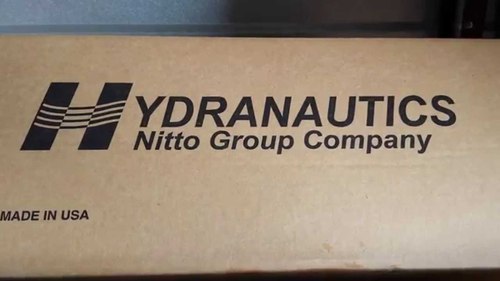 HYDRANAUTICS
Nitto Group Company
MADE IN USA